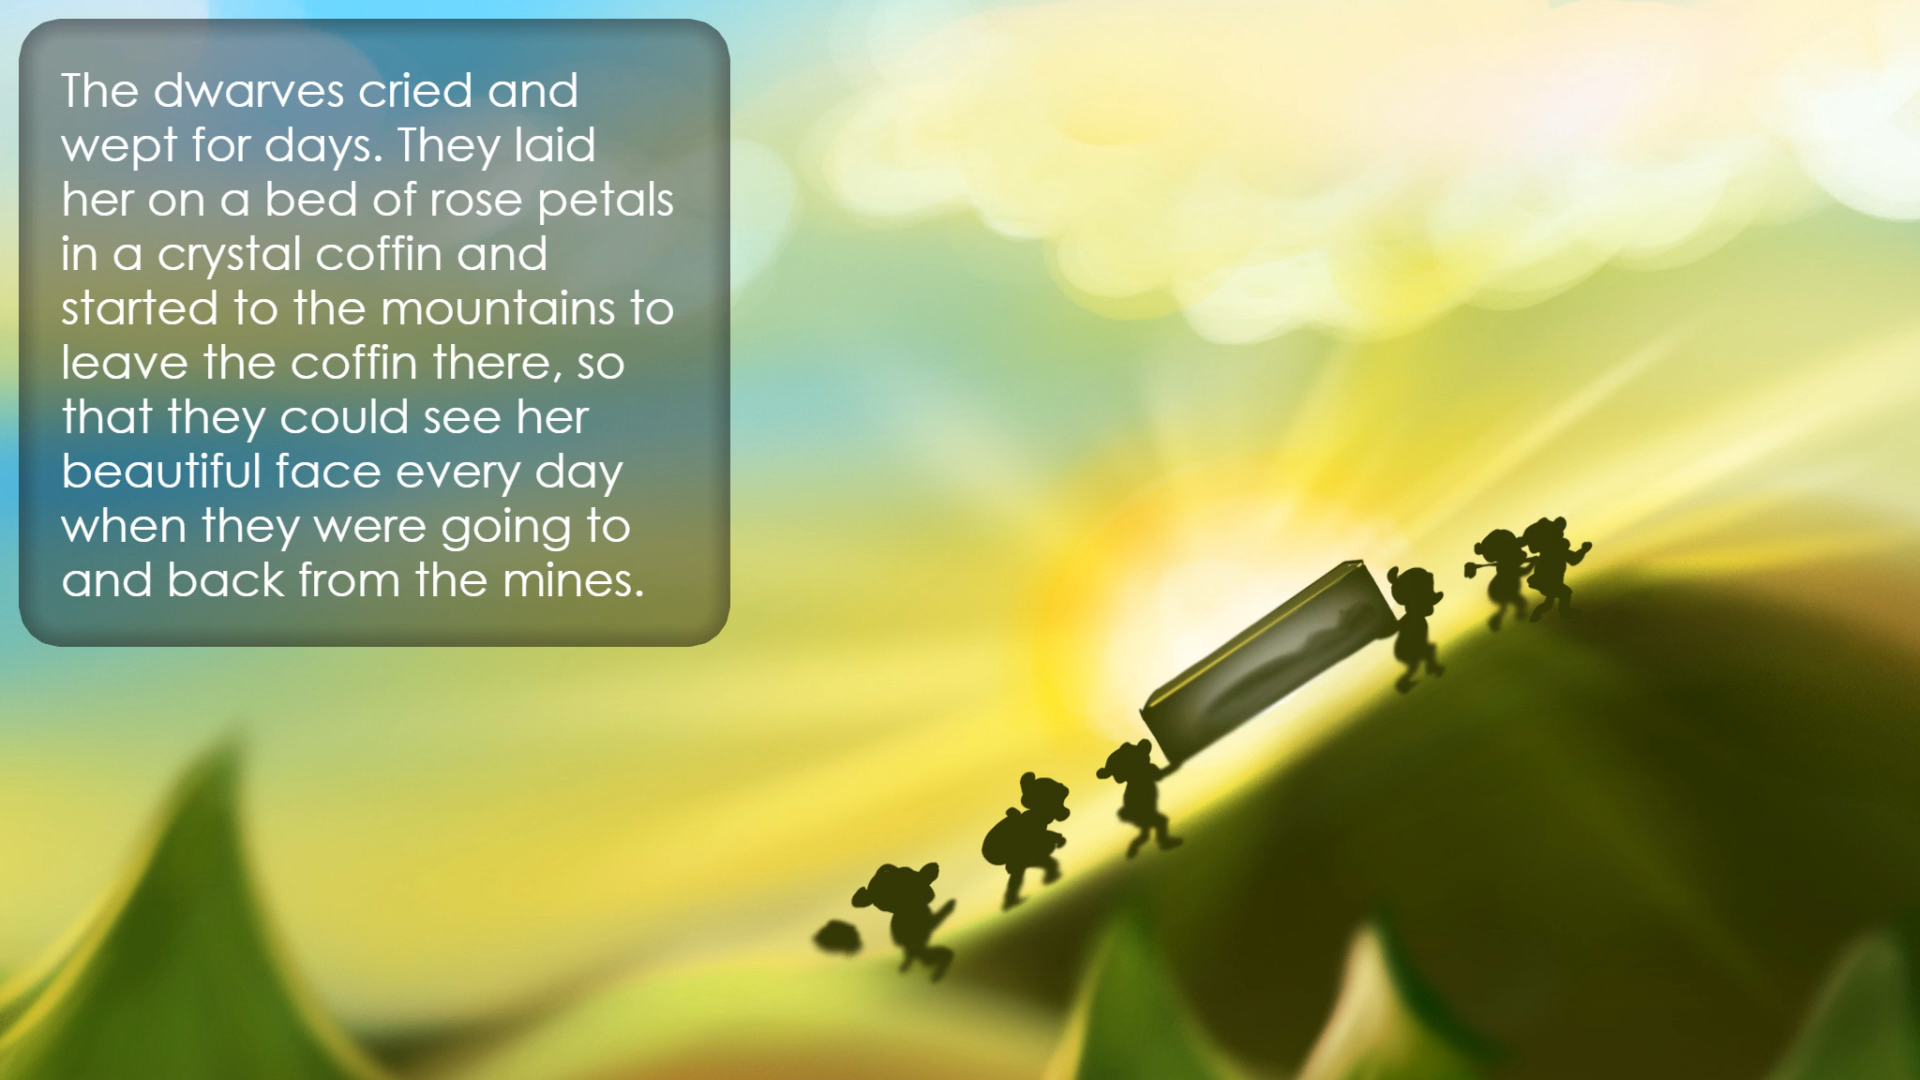 The dwarves cried and
wept for days. They laid
her on a bed of rose petals
in a crystal coffin and
started to the mountains to
leave the coffin there, so
that they could see her
beautiful face every day
when they were going to
and back from the mines.